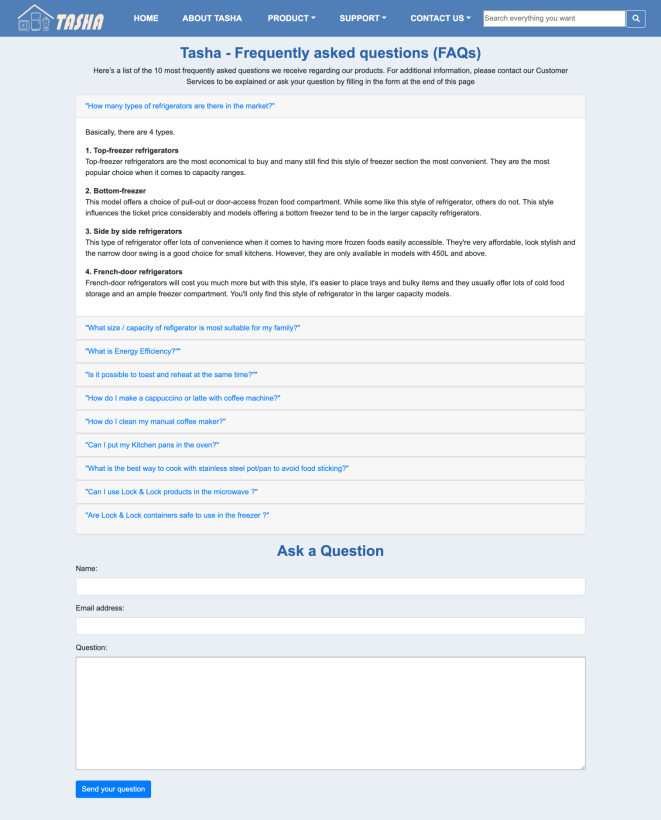 TASHA
HOME
ABOUT TASHA
PRODUCT
SUPPORT
CONTACT US
Search everything you want
Tasha - Frequently asked questions (FAQs)
Here's a list of the 10 most frequently asked questions we receive regarding our products. For additional information, please contact our Customer
Services to be explained or ask your question by filling in the form at the end of this page
"How many types of refrigerators are there in the market?"
Basically, there are 4 types.
1. Top-freezer refrigerators
Top-freezer refrigerators are the most economical to buy and many still find this style of freezer section the most convenient. They are the most
popular choice when it comes to capacity ranges.
2. Bottom-freezer
This model offers a choice of pull-out or door-access frozen food compartment. While some like this style of refrigerator, others do not. This style
influences the ticket price considerably and models offering a bottom freezer tend to be in the larger capacity refrigerators.
3. Side by side refrigerators
This type of refrigerator offer lots of convenience when it comes to having more frozen foods easily accessible. They're very affordable, look stylish and
the narrow door swing is a good choice for small kitchens. However, they are only available in models with 450L and above.
4. French-door refrigerators
French-door refrigerators will cost you much more but with this style, it's easier to place trays and bulky items and they usually offer lots of cold food
storage and an ample freezer compartment. You'll only find this style of refrigerator in the larger capacity models.
"What size / capacity of refigerator is most suitable for my family?"
"What is Energy Efficiency?""
"Is it possible to toast and reheat at the same time?""
"How do I make a cappuccino or latte with coffee machine?"
"How do I clean my manual coffee maker?"
"Can I put my Kitchen pans in the oven?"
"What is the best way to cook with stainless steel pot/pan to avoid food sticking?"
"Can I use Lock & Lock products in the microwave ?"
"Are Lock & Lock containers safe to use in the freezer ?"
Ask a Question
Name:
Email address:
Question:
Send your question